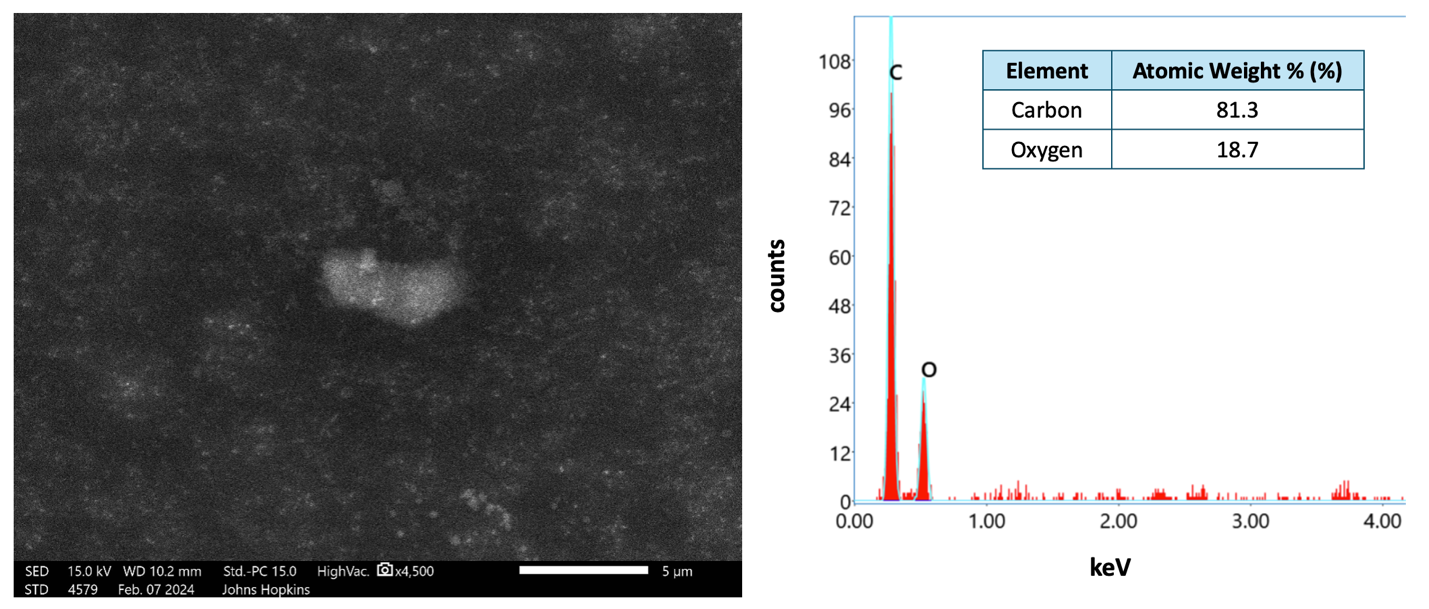 SED 15.0 kV WD 10.2 mm Std.-PC 15.0 HighVac. x4,500 5 µm
STD 4579 Feb. 07 2024 Johns Hopkins
counts
108
96
84
72
60
48
36
24
12
0
C
O
Element Atomic Weight % (%)
Carbon 81.3
Oxygen 18.7
0.00 1.00 2.00 3.00 4.00
keV